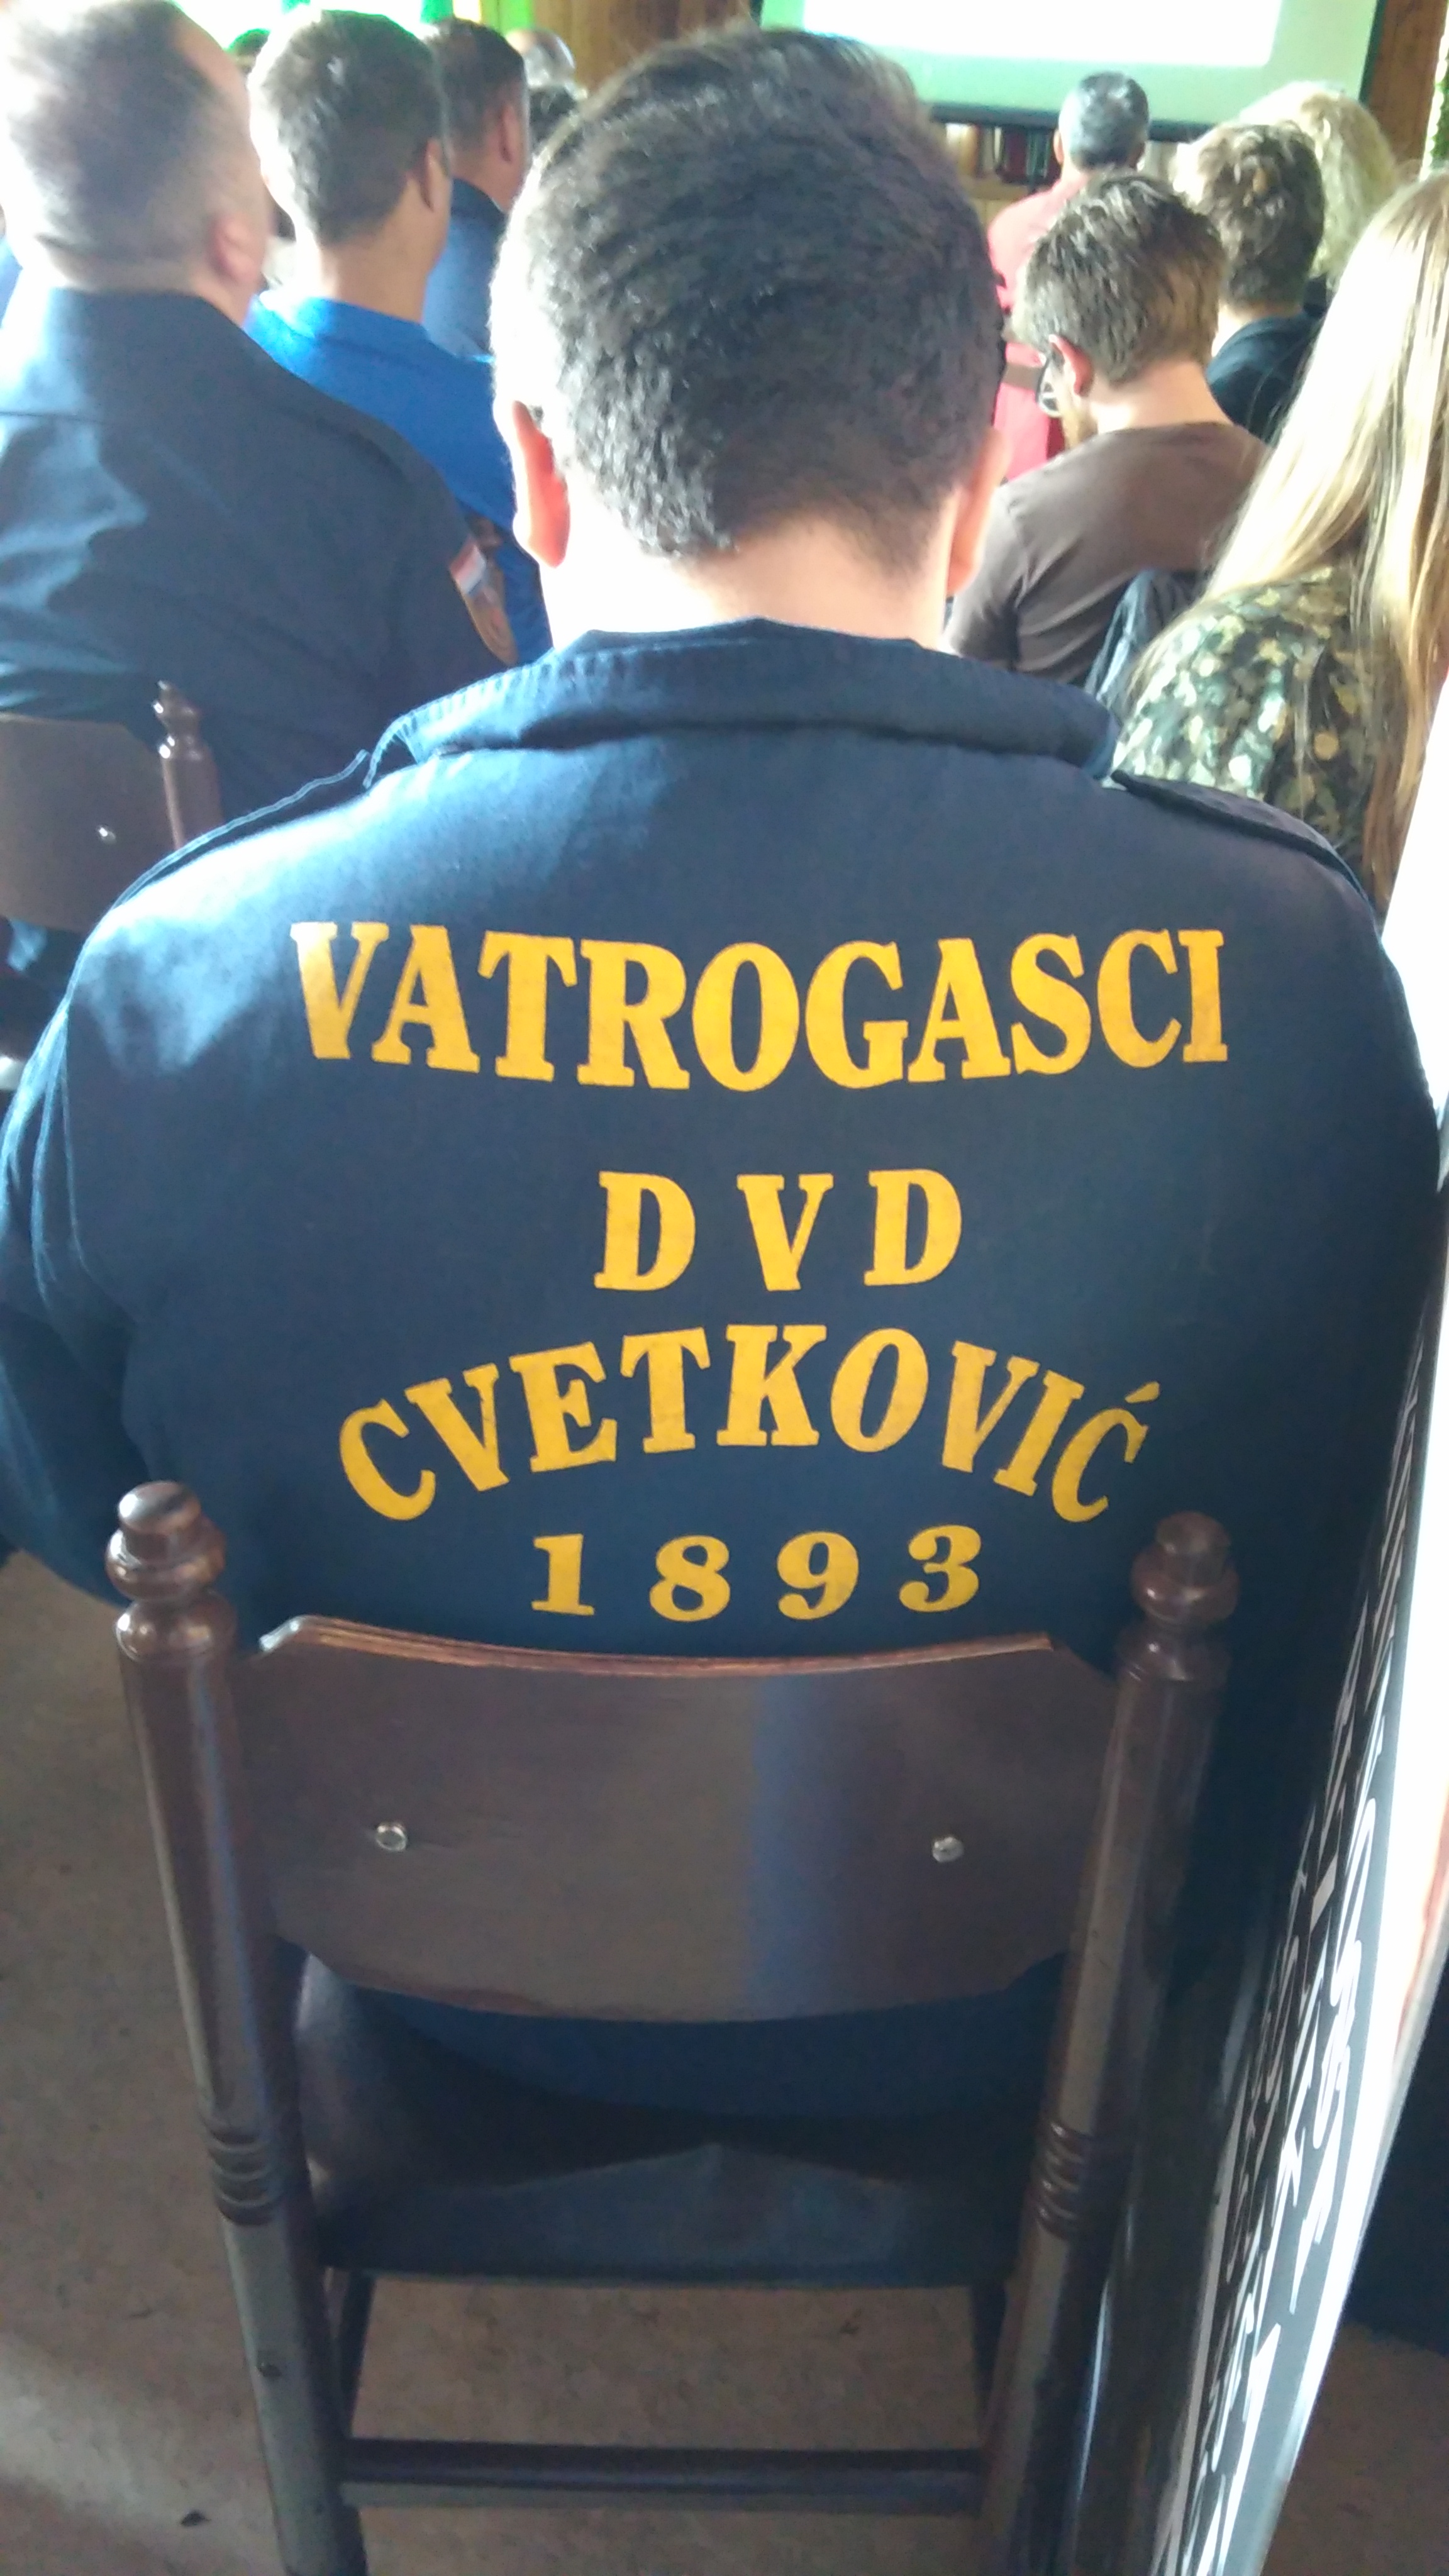 VATROGASCI
DVD
CVETKOVIĆ
1893